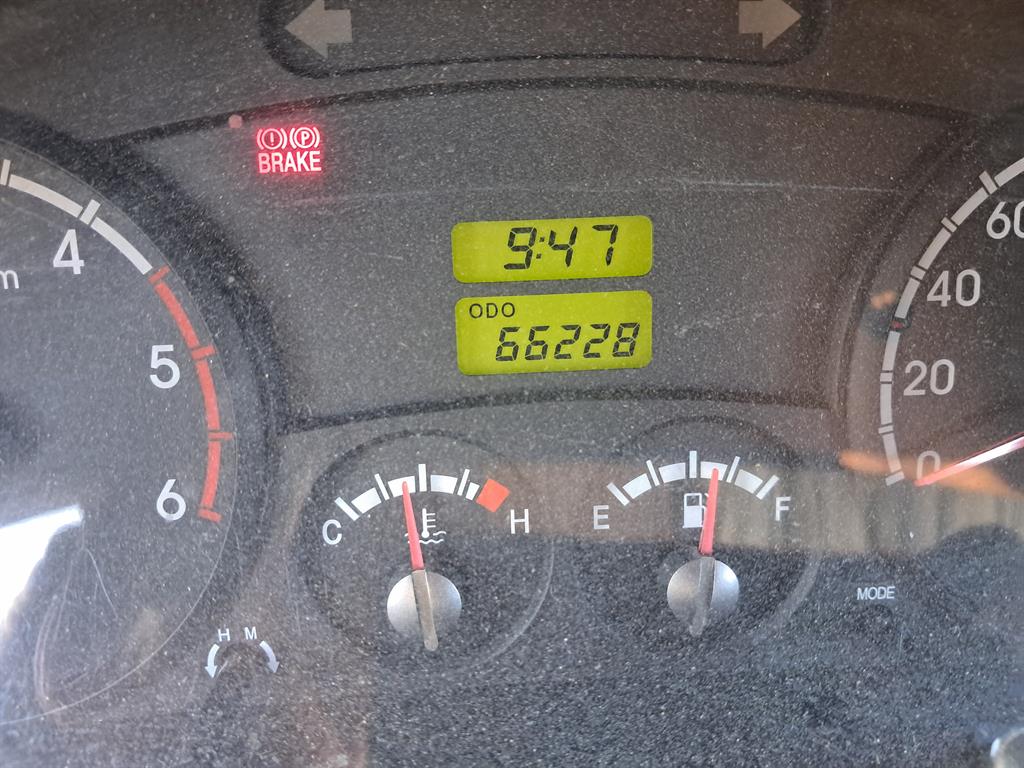 (!) (P)
BRAKE
9:47
ODO
66228
4
5
6
m
60
40
20
0
C
H
E
F
H M
MODE